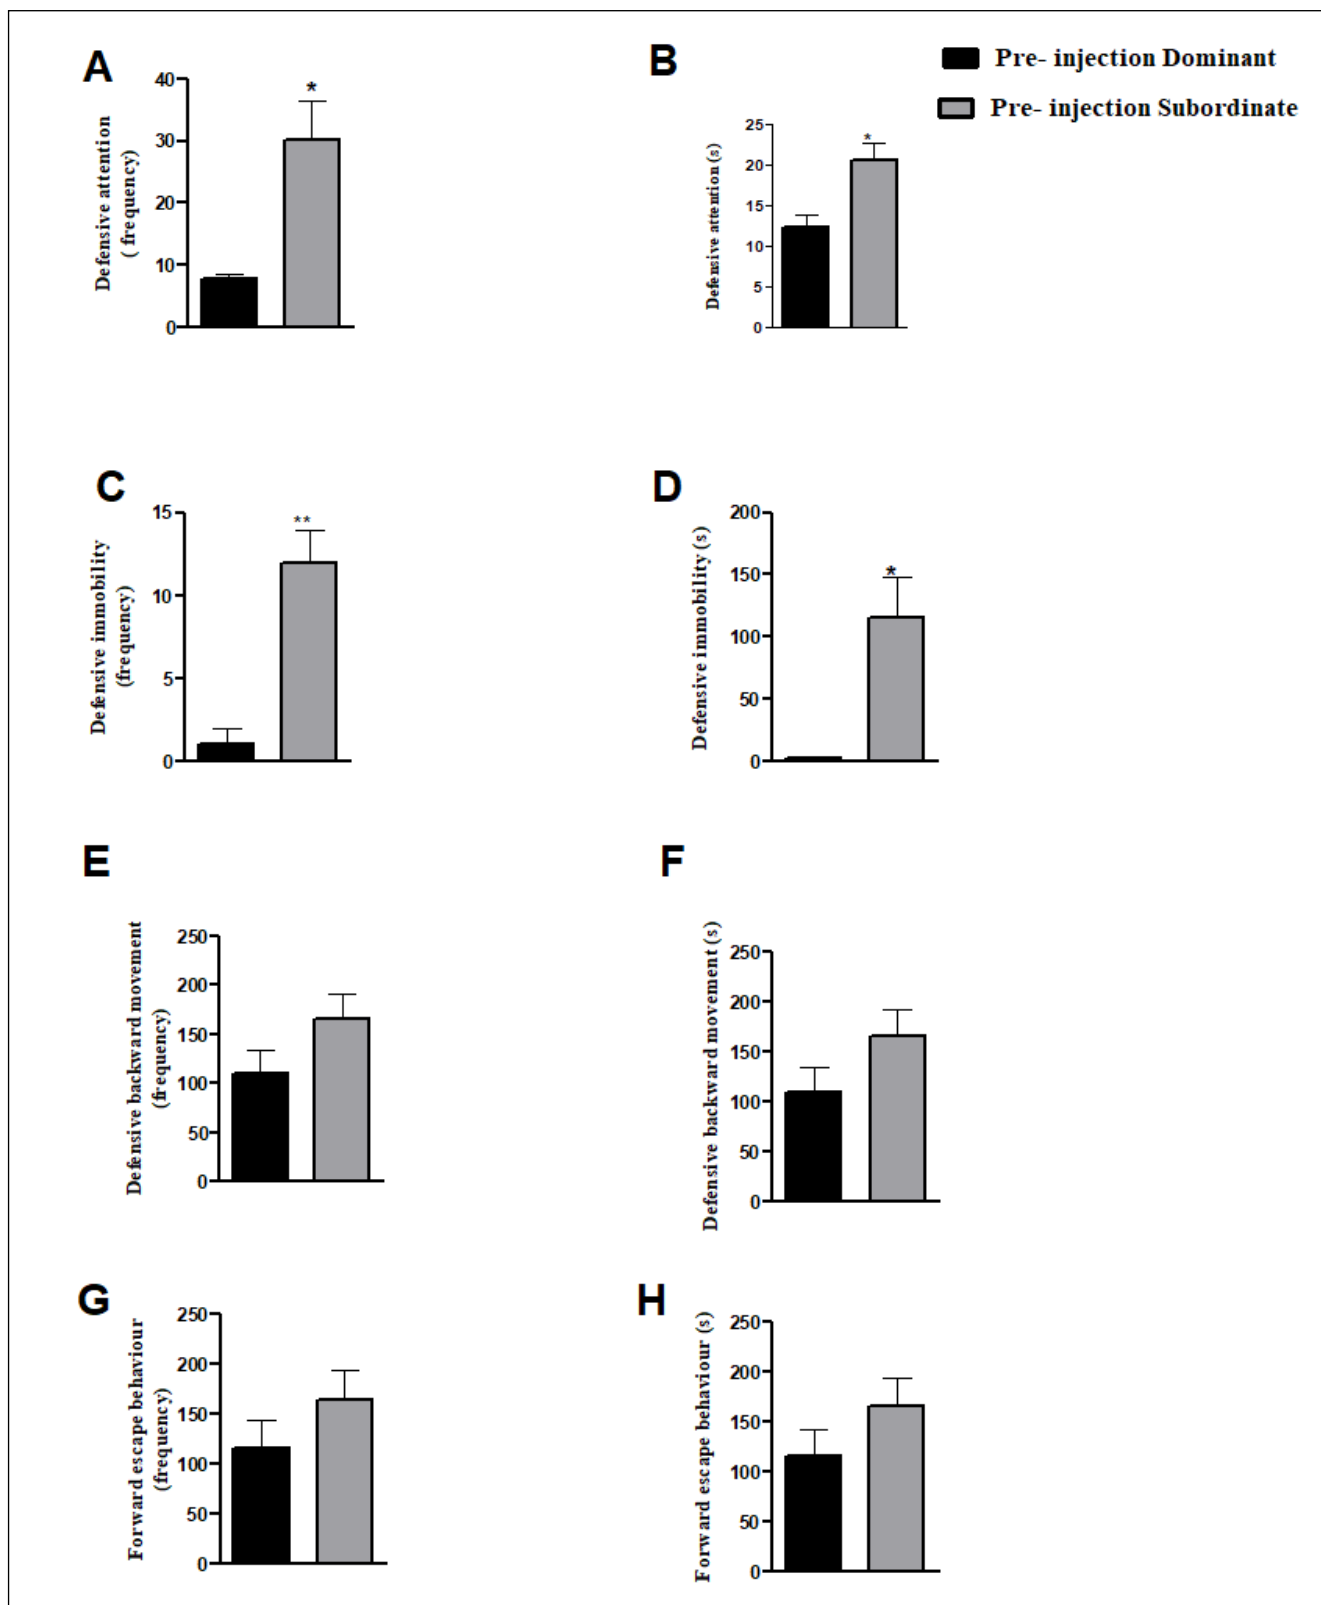 A
B
Pre- injection Dominant
Pre- injection Subordinate
Defensive attention
( frequency)
40
30
20
10
0
*
Defensive attention (s)
25
20
15
10
5
0
*
C
D
Defensive immobility
(frequency)
15
10
5
0
**
Defensive immobility (s)
200
150
100
50
0
*
E
F
Defensive backward movement
(frequency)
250
200
150
100
50
0
Defensive backward movement (s)
250
200
150
100
50
0
G
H
Forward escape behaviour
(frequency)
250
200
150
100
50
0
Forward escape behaviour (s)
250
200
150
100
50
0